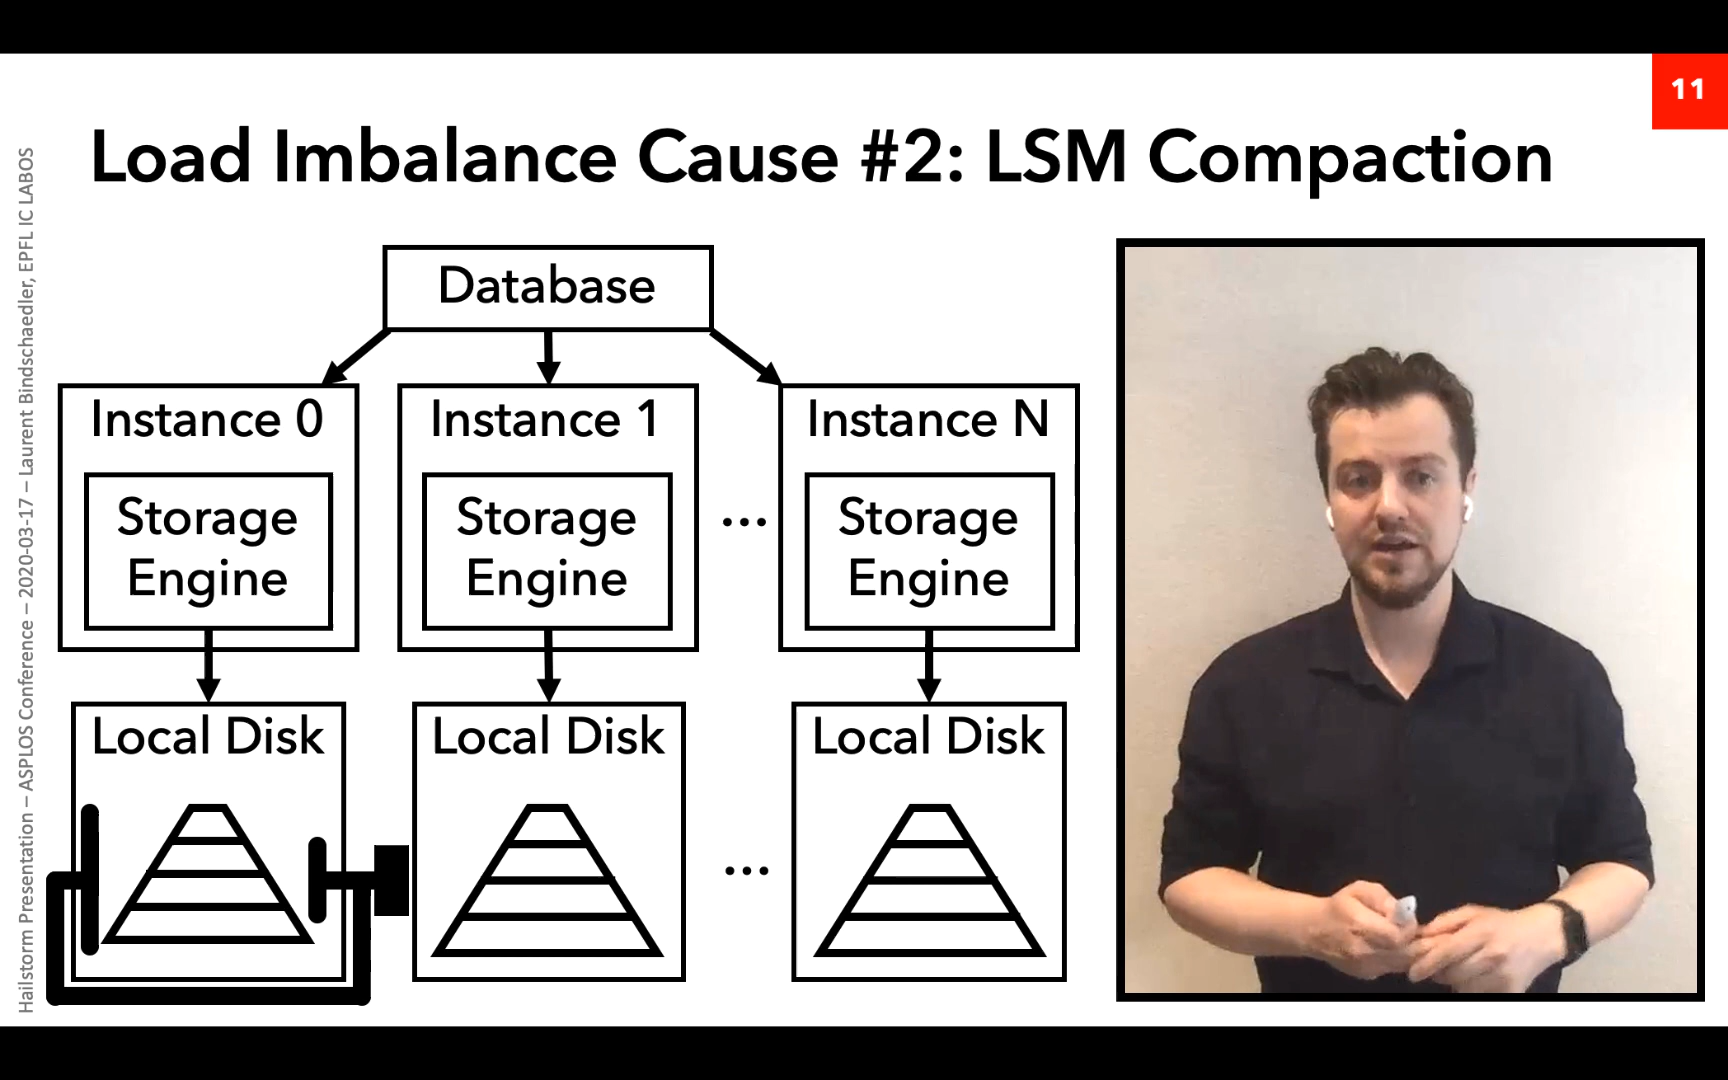 11
Load Imbalance Cause #2: LSM Compaction
Hailstorm Presentation – ASPLOS Conference – 2020-03-17 – Laurent Bindschaedler, EPFL IC LABOS
Database
Instance 0
Storage
Engine
Local Disk
Instance 1
Storage
Engine
Local Disk
...
...
Instance N
Storage
Engine
Local Disk